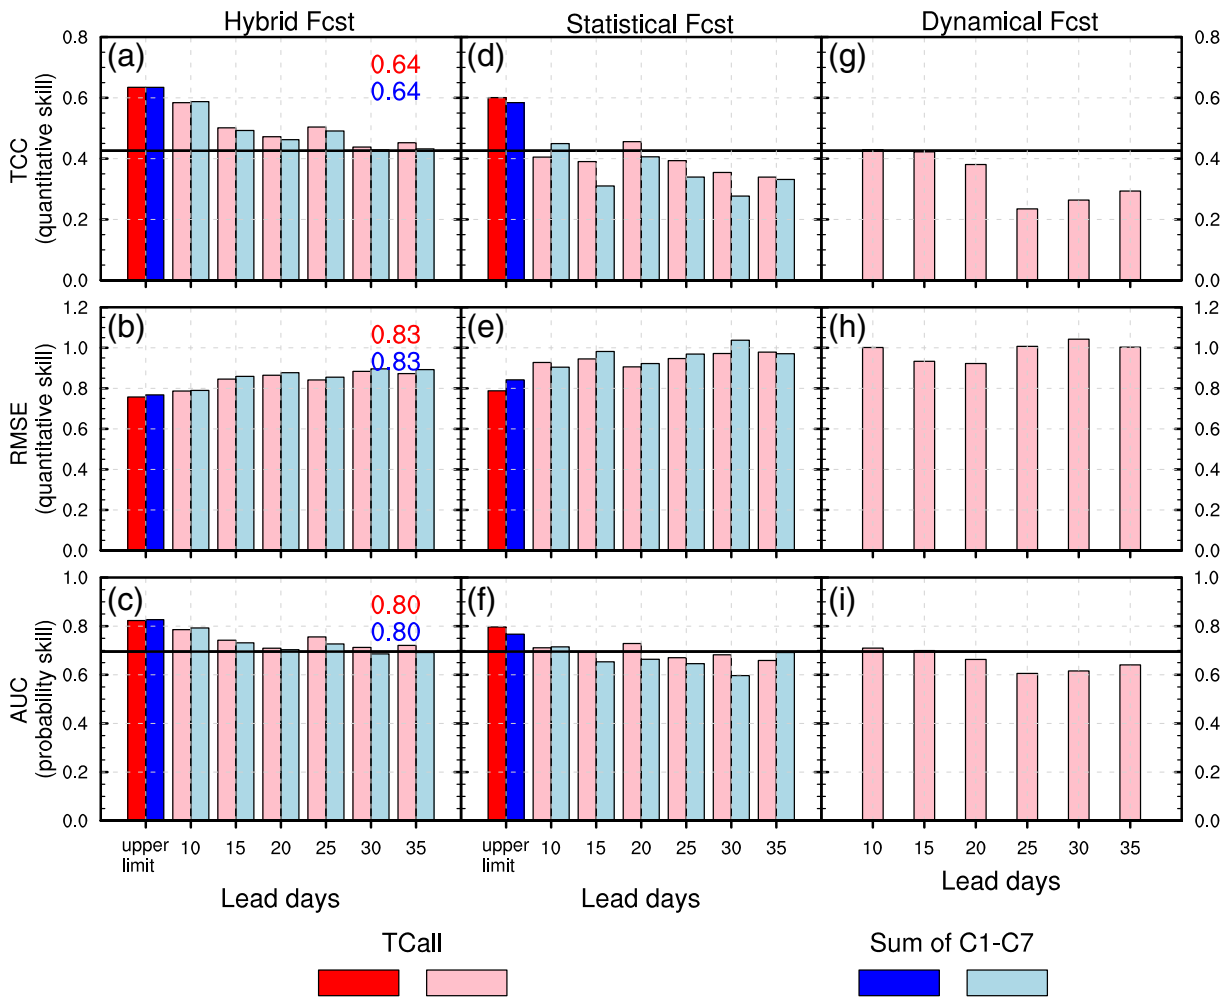 Hybrid Fcst
Statistical Fcst
Dynamical Fcst
(a)
0.64
0.64
(d)
(g)
TCC
(quantitative skill)
0.8
0.6
0.4
0.2
0.0
0.8
0.6
0.4
0.2
0.0
(b)
0.83
0.83
(e)
(h)
RMSE
(quantitative skill)
1.2
1.0
0.8
0.6
0.4
0.2
0.0
1.2
1.0
0.8
0.6
0.4
0.2
0.0
(c)
0.80
0.80
(f)
(i)
AUC
(probability skill)
1.0
0.8
0.6
0.4
0.2
0.0
1.0
0.8
0.6
0.4
0.2
0.0
upper
limit
10 15 20 25 30 35
upper
limit
10 15 20 25 30 35
10 15 20 25 30 35
Lead days
Lead days
Lead days
TCall
Sum of C1-C7